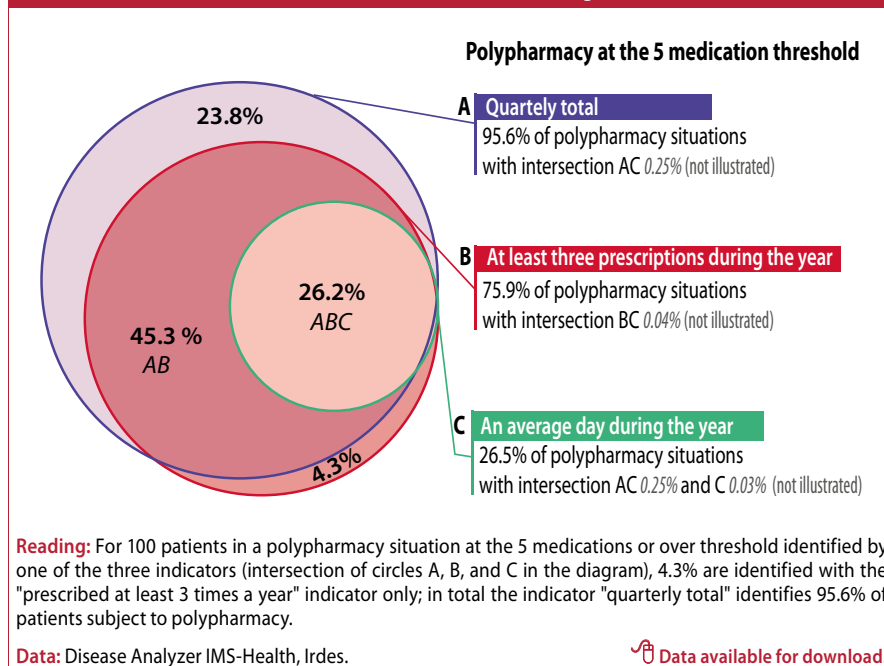 Polypharmacy at the 5 medication threshold
A Quartely total
95.6% of polypharmacy situations
with intersection AC 0.25% (not illustrated)
B At least three prescriptions during the year
75.9% of polypharmacy situations
with intersection BC 0.04% (not illustrated)
C An average day during the year
26.5% of polypharmacy situations
with intersection AC 0.25% and C 0.03% (not illustrated)
23.8%
26.2%
ABC
45.3 %
AB
4.3%
Reading: For 100 patients in a polypharmacy situation at the 5 medications or over threshold identified by
one of the three indicators (intersection of circles A, B, and C in the diagram), 4.3% are identified with the
"prescribed at least 3 times a year" indicator only; in total the indicator "quarterly total" identifies 95.6% of
patients subject to polypharmacy.
Data: Disease Analyzer IMS-Health, Irdes.
Data available for download